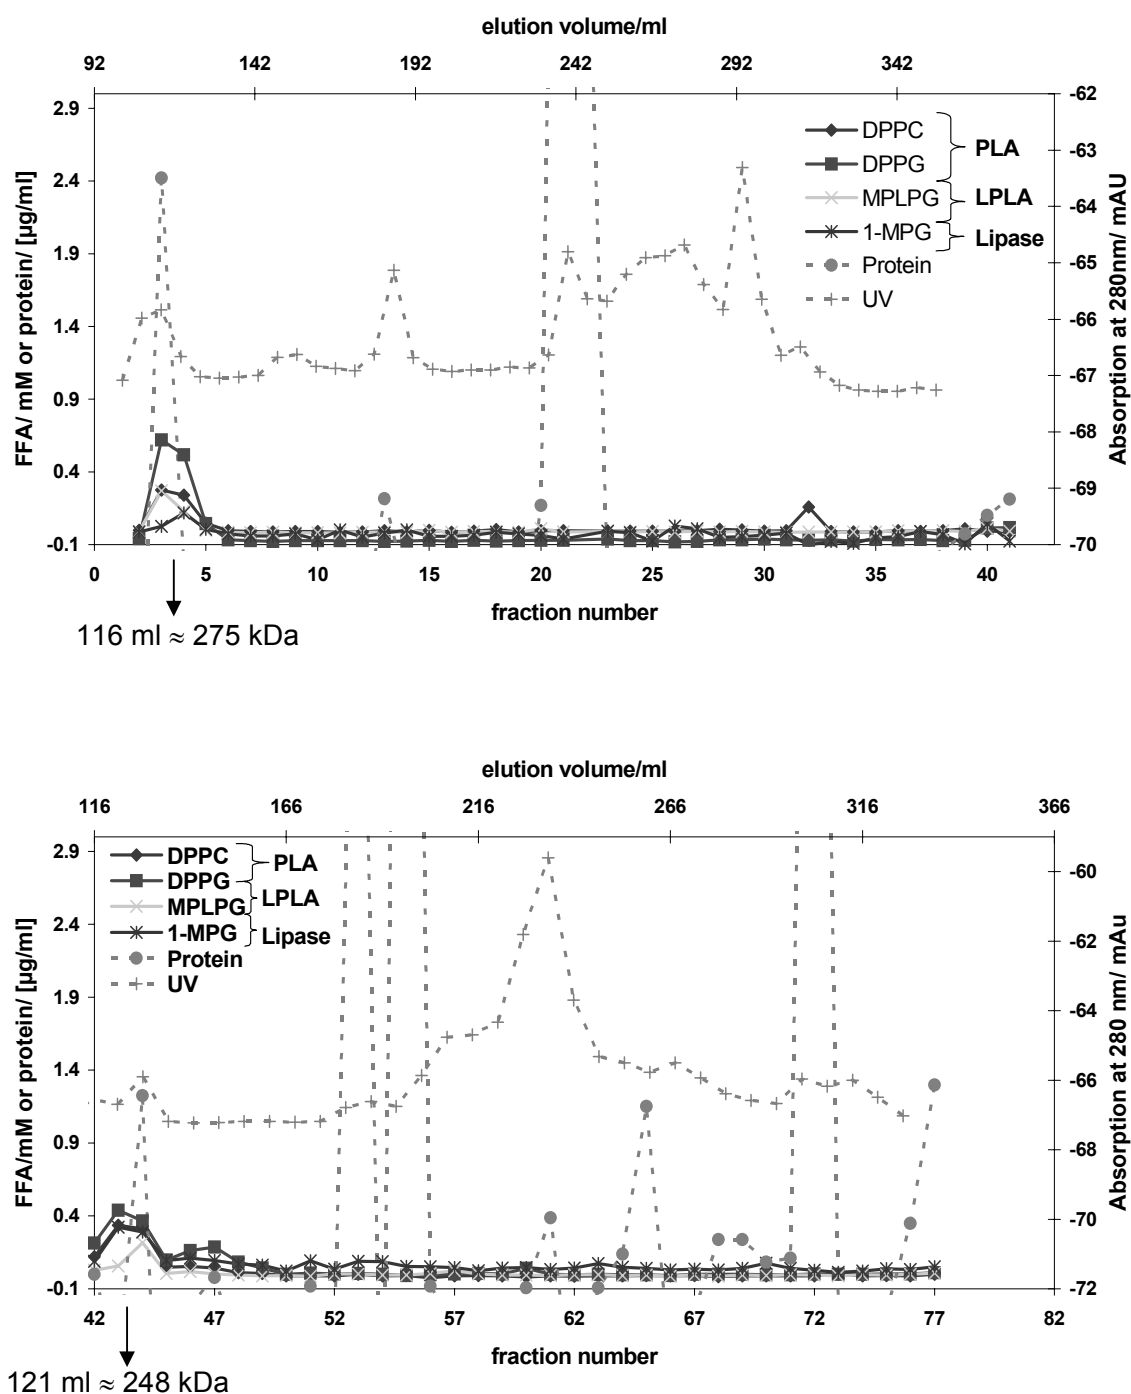 elution volume/ml
92 142 192 242 292 342
2.9
2.4
1.9
1.4
0.9
0.4
-0.1
FFA/ mM or protein/ [µg/ml]
-62
-63
-64
-65
-66
-67
-68
-69
-70
Absorption at 280nm/ mAU
DPPC
DPPG
PLA
MPLPG
LPLA
1-MPG
Lipase
Protein
UV
0 5 10 15 20 25 30 35 40
fraction number
116 ml ≈ 275 kDa
elution volume/ml
116 166 216 266 316 366
2.9
2.4
1.9
1.4
0.9
0.4
-0.1
FFA/mM or protein/ [µg/ml]
-60
-62
-64
-66
-68
-70
-72
Absorption at 280 nm/ mAu
DPPC
PLA
DPPG
LPLA
MPLPG
1-MPG
Lipase
Protein
UV
42 47 52 57 62 67 72 77 82
fraction number
121 ml ≈ 248 kDa